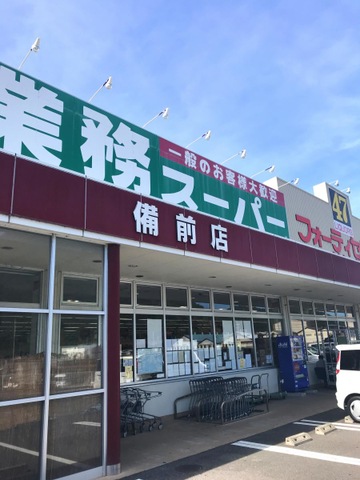 一般のお客様大歓迎
業務スーパー
備前店
47
フォーティセ